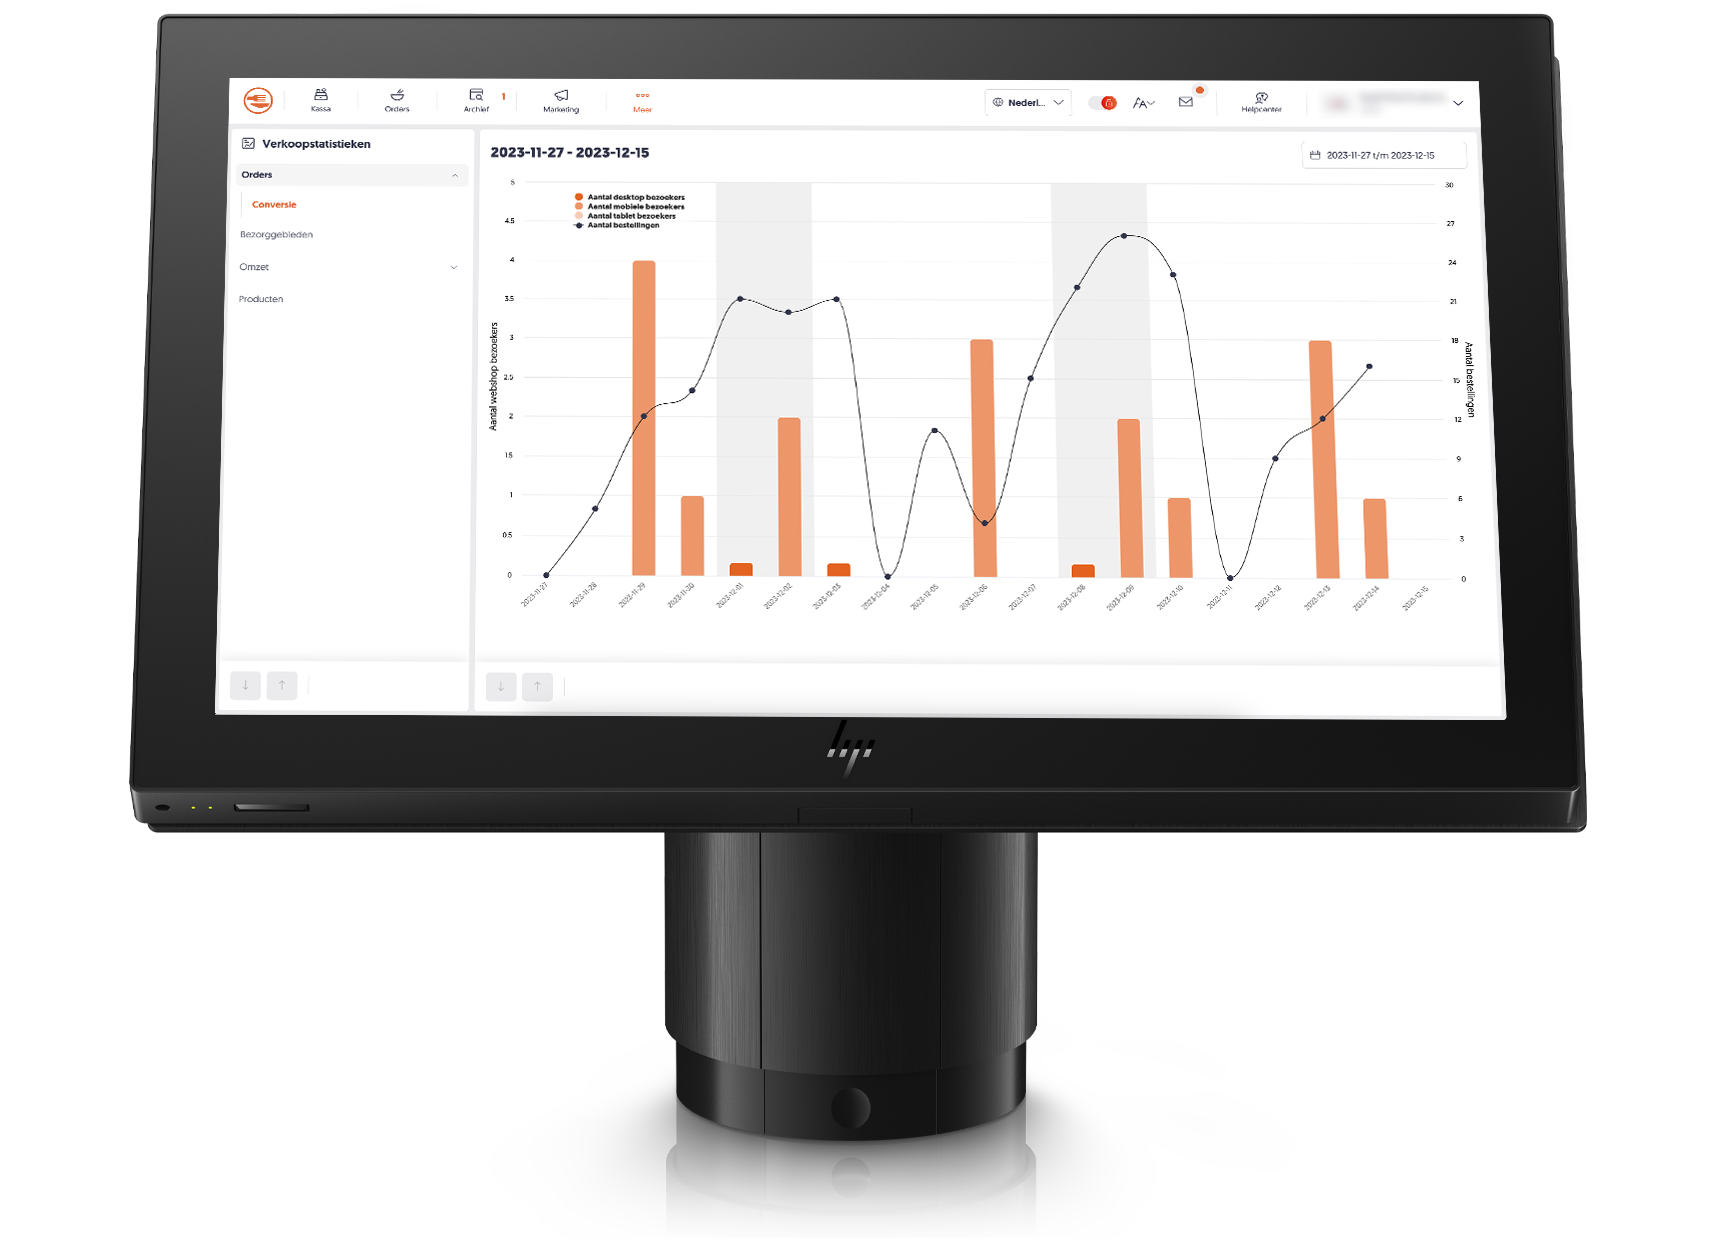 Kassa
Orders
Archief 1
Marketing
Meer
Nederl...
Helpcenter
Verkoopstatistieken
Orders
Conversie
Bezorggebieden
Omzet
Producten
2023-11-27 - 2023-12-15
2023-11-27 t/m 2023-12-15
Aantal desktop bezoekers
Aantal mobiele bezoekers
Aantal tablet bezoekers
Aantal bestellingen
Aantal webshop bezoekers
5
4.5
4
3.5
3
2.5
2
1.5
1
0.5
0
30
27
24
21
18
15
12
9
6
3
0
Aantal bestellingen
2023-11-27
2023-11-28
2023-11-29
2023-11-30
2023-12-01
2023-12-02
2023-12-03
2023-12-04
2023-12-05
2023-12-06
2023-12-07
2023-12-08
2023-12-09
2023-12-10
2023-12-11
2023-12-12
2023-12-13
2023-12-14
2023-12-15
hp